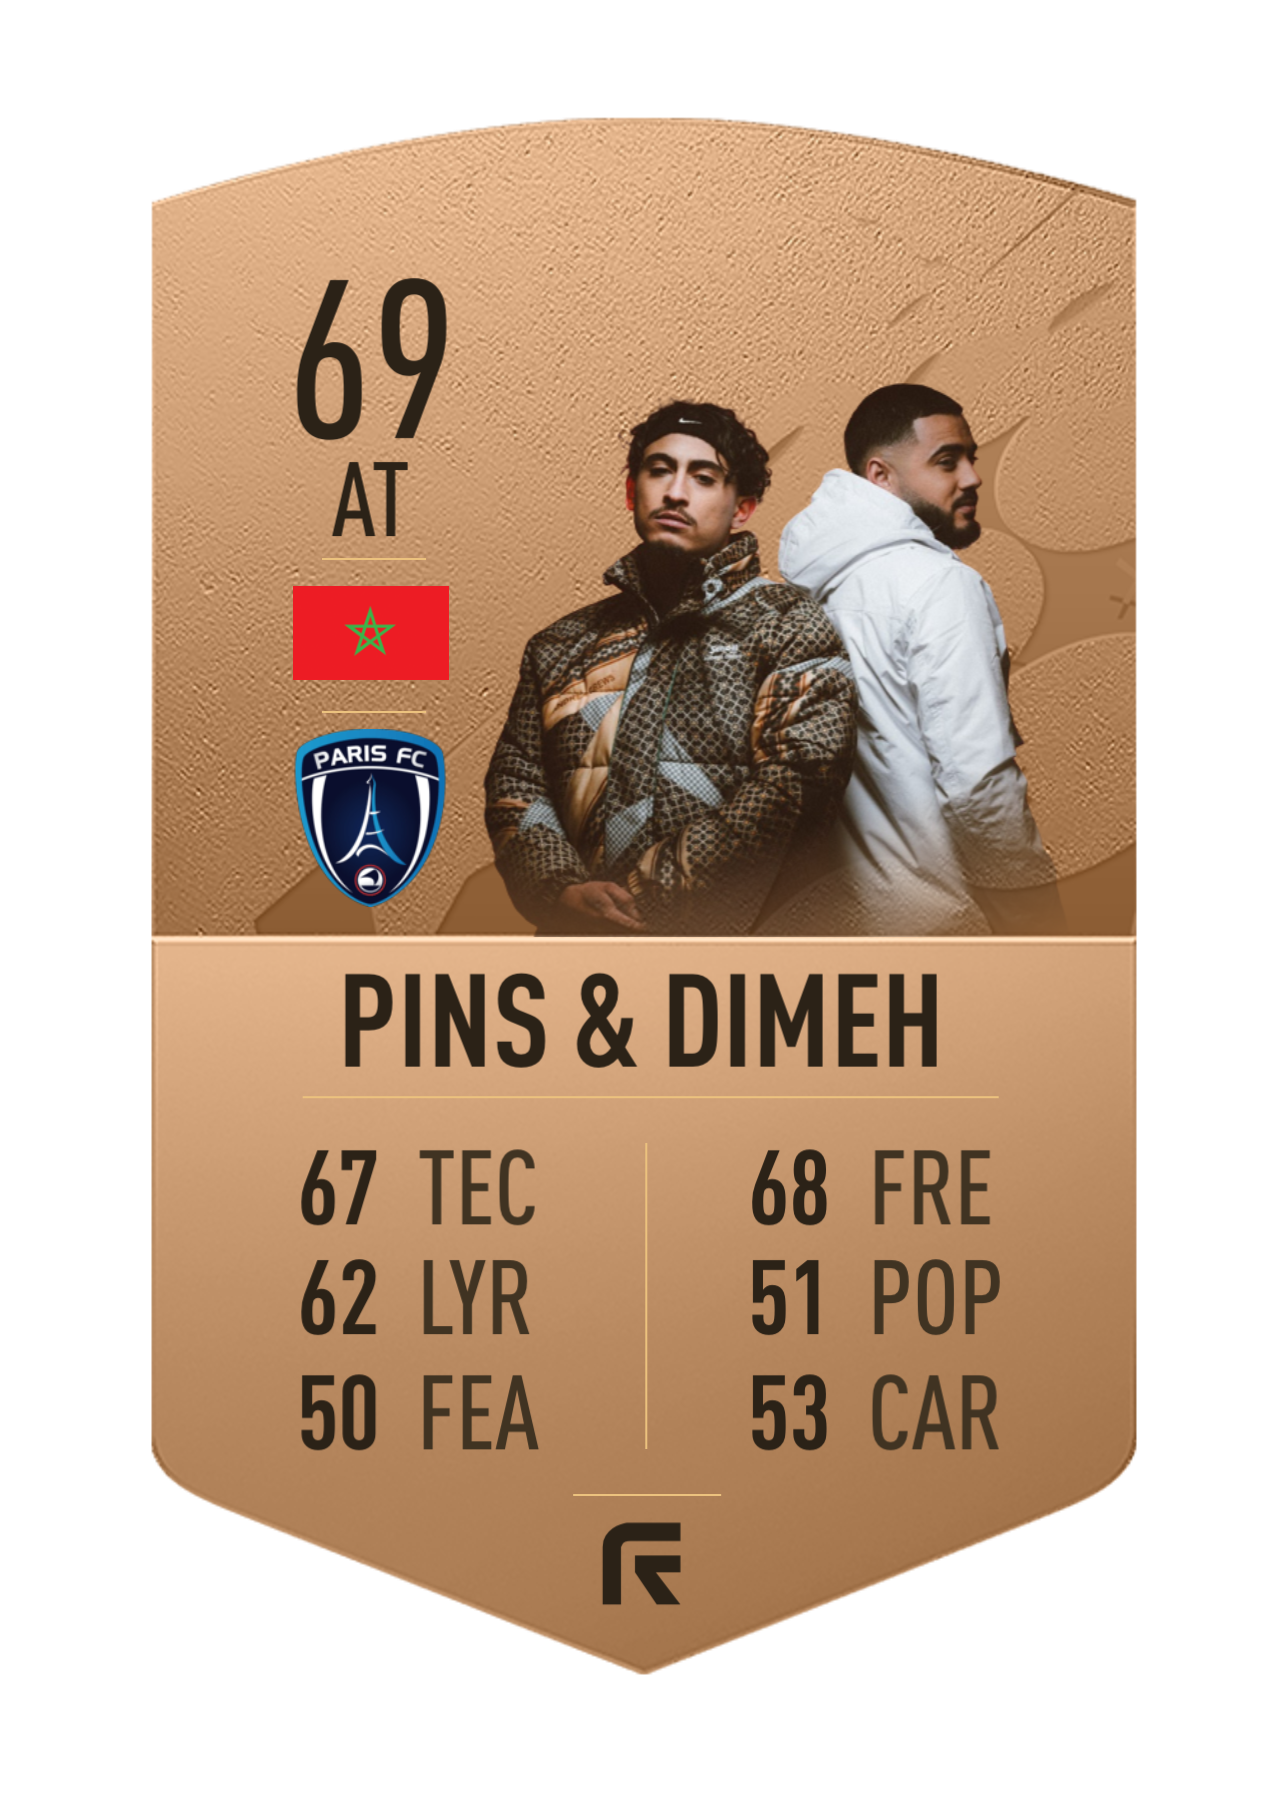 69
AT
PARIS FC
PINS & DIMEH
67 TEC
68 FRE
62 LYR
51 POP
50 FEA
53 CAR